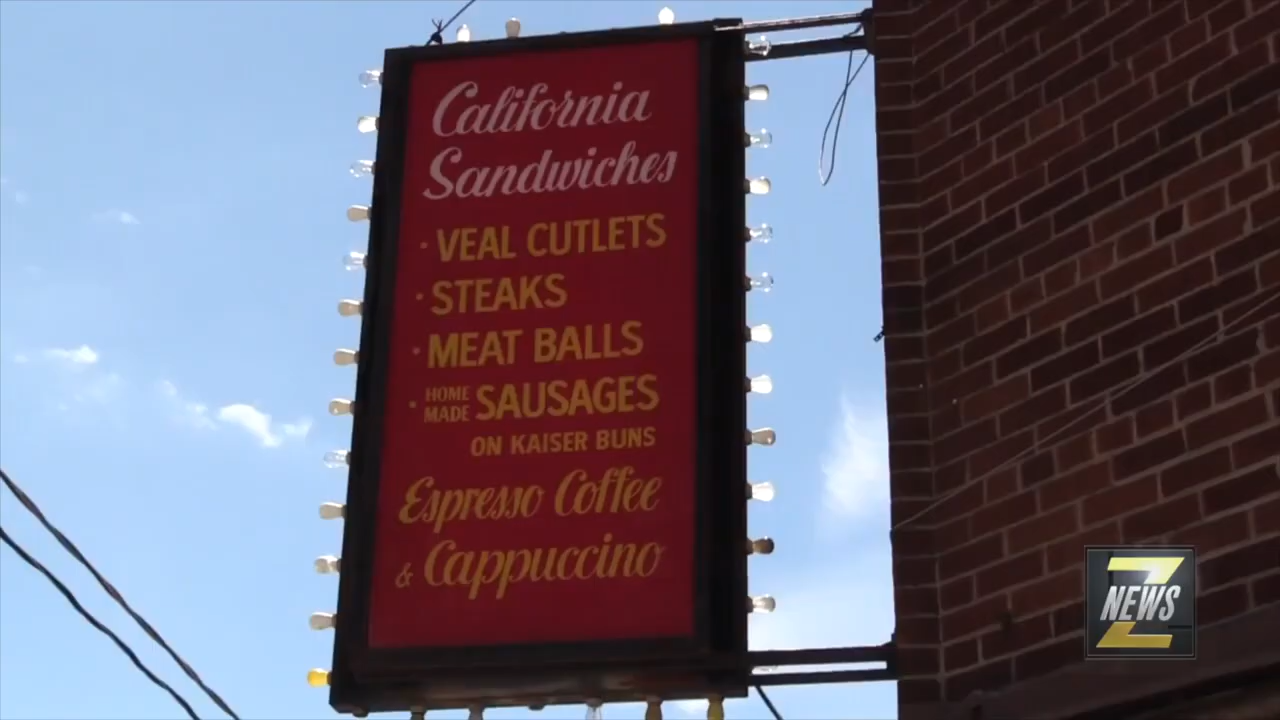 California
Sandwiches
· VEAL CUTLETS
· STEAKS
· MEAT BALLS
· HOME MADE SAUSAGES
ON KAISER BUNS
Espresso Coffee
& Cappuccino
Z
NEWS